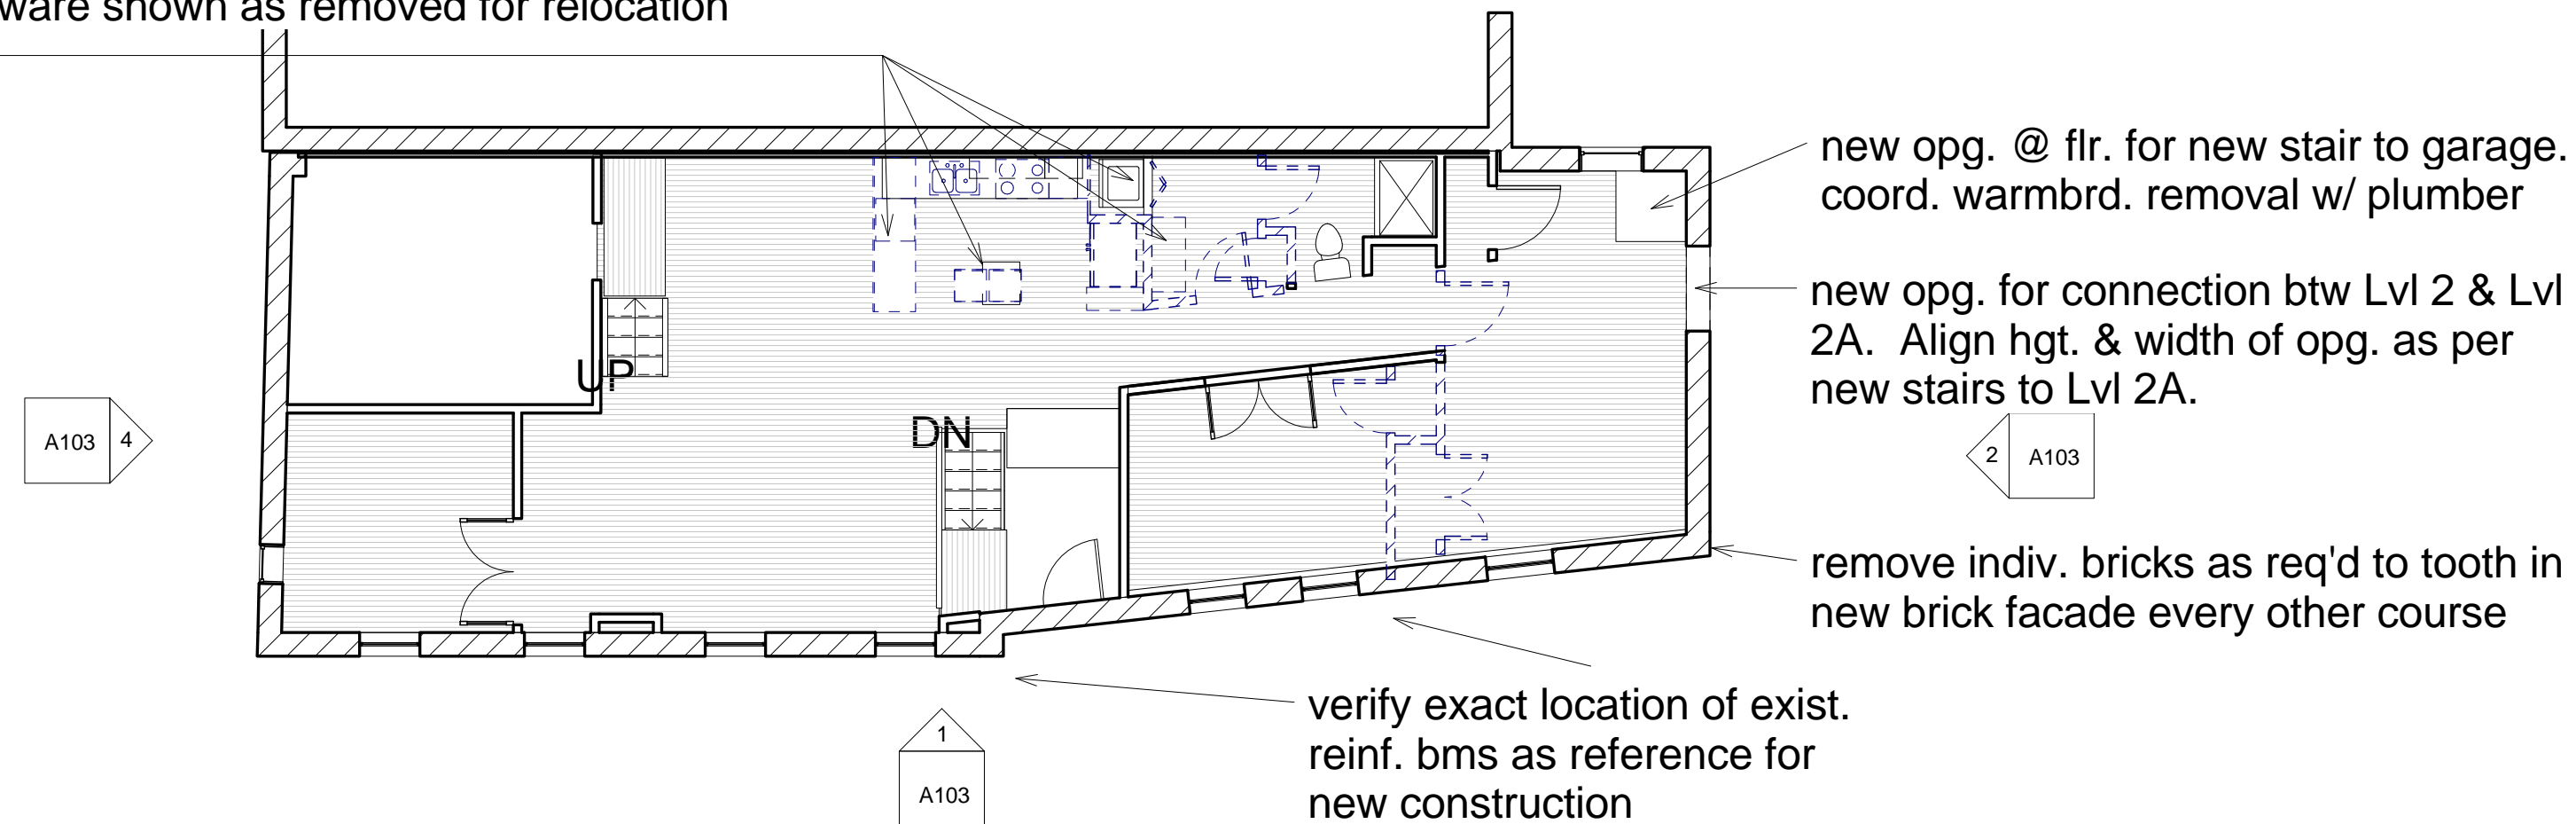 ware shown as removed for relocation
new opg. @ flr. for new stair to garage.
coord. warmbrd. removal w/ plumber
new opg. for connection btw Lvl 2 & Lvl
2A.  Align hgt. & width of opg. as per
new stairs to Lvl 2A.
UP
DN
A103 4
2 A103
remove indiv. bricks as req'd to tooth in
new brick facade every other course
verify exact location of exist.
reinf. bms as reference for
new construction
1
A103